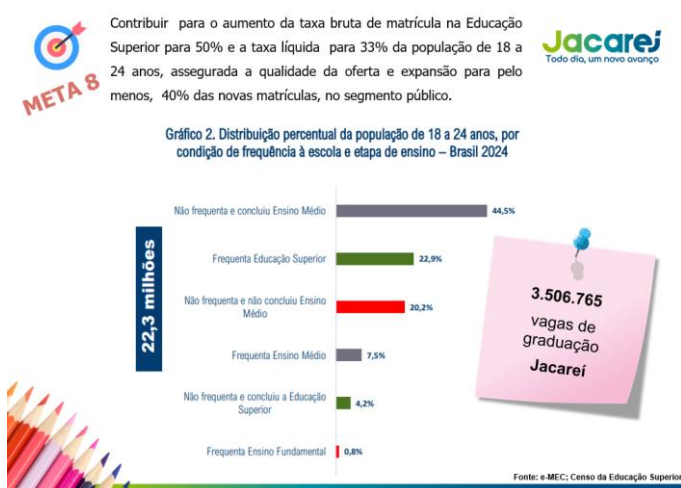 Contribuir para o aumento da taxa bruta de matrícula na Educação
Superior para 50% e a taxa líquida para 33% da população de 18 a
24 anos, assegurada a qualidade da oferta e expansão para pelo
menos, 40% das novas matrículas, no segmento público.
META 8
Jacareí
Todo dia, um novo avanço
Gráfico 2. Distribuição percentual da população de 18 a 24 anos, por
condição de frequência à escola e etapa de ensino – Brasil 2024
22,3 milhões
Não frequenta e concluiu Ensino Médio 44,5%
Frequenta Educação Superior 22,9%
Não frequenta e não concluiu Ensino
Médio 20,2%
Frequenta Ensino Médio 7,5%
Não frequenta e concluiu a Educação
Superior 4,2%
Frequenta Ensino Fundamental 0,8%
3.506.765
vagas de
graduação
Jacareí
Fonte: e-MEC; Censo da Educação Superior